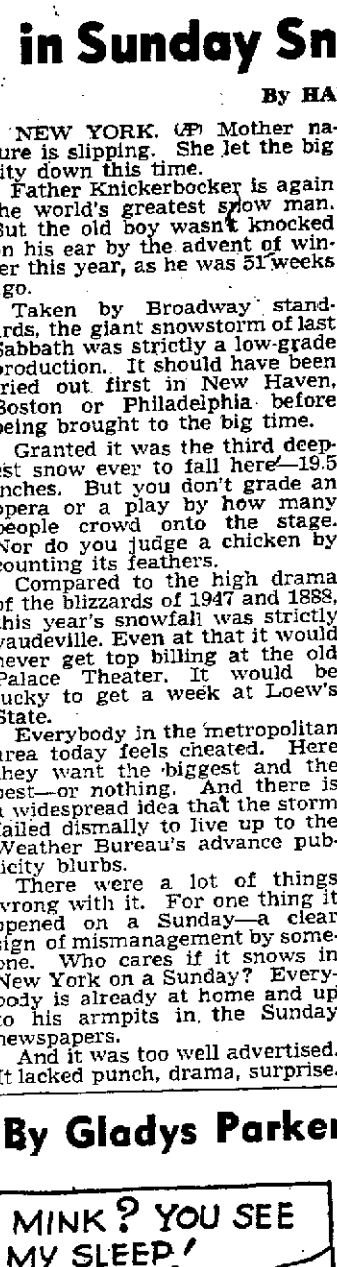 in Sunday Sn
By HA
NEW YORK. (AP) Mother na-
ure is slipping. She let the big
ity down this time.
Father Knickerbocker is again
he world's greatest snow man.
But the old boy wasn't knocked
on his ear by the advent of win-
er this year, as he was 51 weeks
go.
Taken by Broadway stand-
rds, the giant snowstorm of last
Sabbath was strictly a low-grade
production. It should have been
ried out first in New Haven,
Boston or Philadelphia before
being brought to the big time.
Granted it was the third deep-
est snow ever to fall here—19.5
nches. But you don't grade an
opera or a play by how many
people crowd onto the stage.
Nor do you judge a chicken by
counting its feathers.
Compared to the high drama
of the blizzards of 1947 and 1888,
this year's snowfall was strictly
vaudeville. Even at that it would
never get top billing at the old
Palace Theater. It would be
lucky to get a week at Loew's
State.
Everybody in the metropolitan
area today feels cheated. Here
they want the biggest and the
best—or nothing. And there is
a widespread idea that the storm
failed dismally to live up to the
Weather Bureau's advance pub-
licity blurbs.
There were a lot of things
wrong with it. For one thing it
opened on a Sunday—a clear
sign of mismanagement by some-
one. Who cares if it snows in
New York on a Sunday? Every-
body is already at home and up
to his armpits in the Sunday
newspapers.
And it was too well advertised.
It lacked punch, drama, surprise.
By Gladys Parker
MINK? YOU SEE
MY SLEEP!